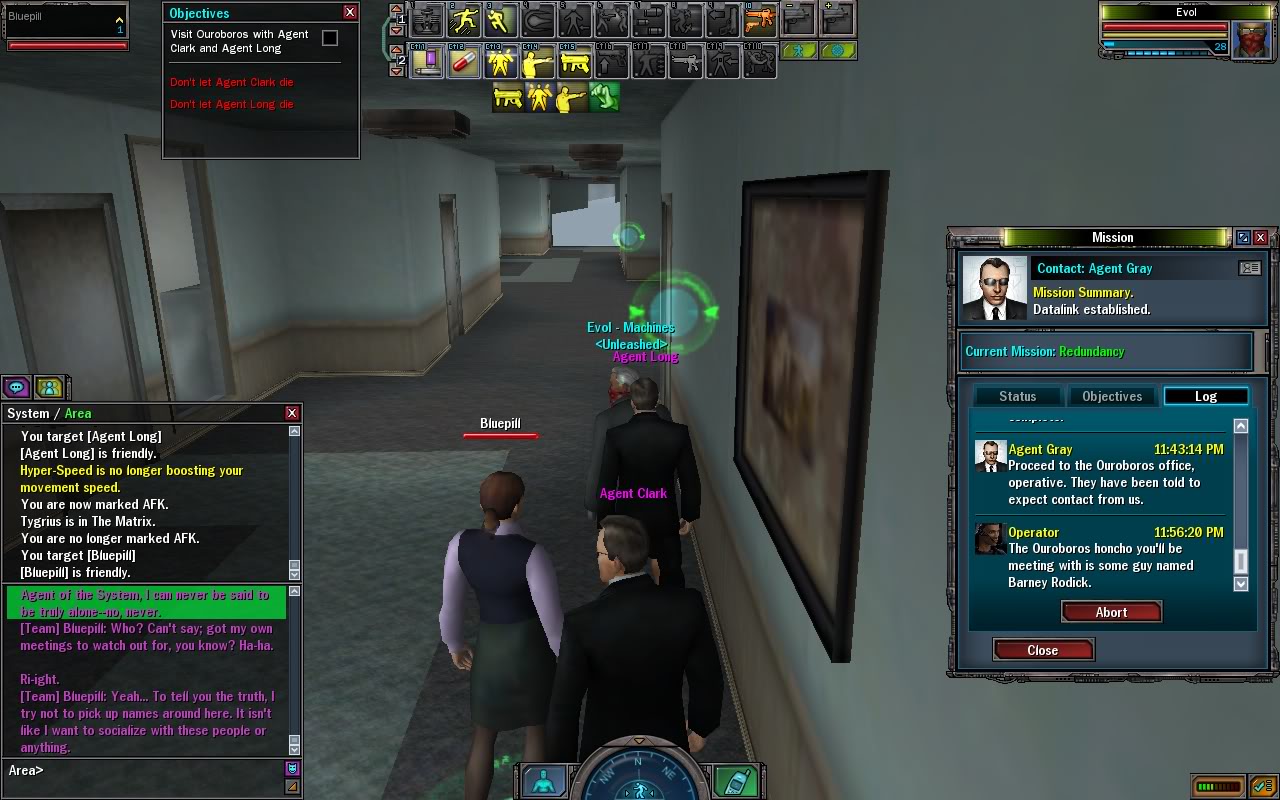 Bluepill
1
Objectives
Visit Ouroboros with Agent
Clark and Agent Long
Don't let Agent Clark die
Don't let Agent Long die
1
2
Evol
28
Mission
Contact: Agent Gray
Mission Summary.
Datalink established.
Current Mission: Redundancy
Status
Objectives
Log
Agent Gray
11:43:14 PM
Proceed to the Ouroboros office,
operative. They have been told to
expect contact from us.
Operator
11:56:20 PM
The Ouroboros honcho you'll be
meeting with is some guy named
Barney Rodick.
Abort
Close
Evol - Machines
<Unleashed>
Agent Long
Bluepill
Agent Clark
System / Area
You target [Agent Long]
[Agent Long] is friendly.
Hyper-Speed is no longer boosting your
movement speed.
You are now marked AFK.
Tygrius is in The Matrix.
You are no longer marked AFK.
You target [Bluepill]
[Bluepill] is friendly.
Agent of the System, I can never be said to
be truly alone--no, never.
[Team] Bluepill: Who? Can't say; got my own
meetings to watch out for, you know? Ha-ha.
Ri-ight.
[Team] Bluepill: Yeah... To tell you the truth, I
try not to pick up names around here. It isn't
like I want to socialize with these people or
anything.
Area>
NW
N
NE